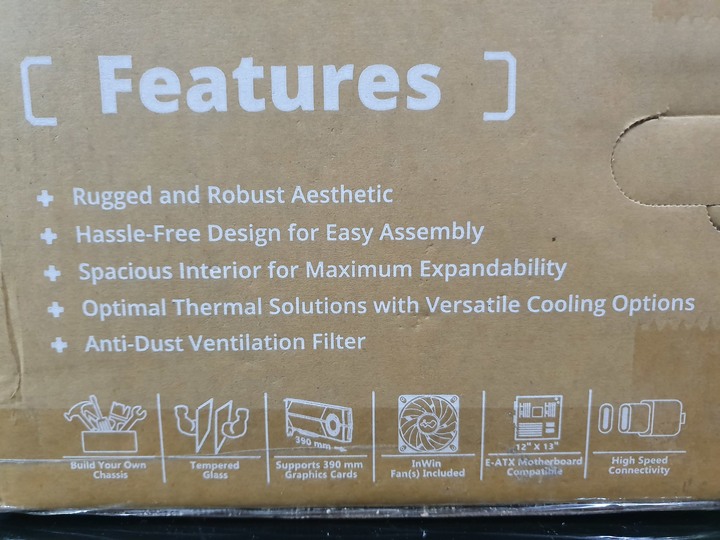 Features
Rugged and Robust Aesthetic
Hassle-Free Design for Easy Assembly
Spacious Interior for Maximum Expandability
Optimal Thermal Solutions with Versatile Cooling Options
Anti-Dust Ventilation Filter
Build Your Own
Chassis
Tempered
Glass
390 mm
Supports 390 mm
Graphics Cards
InWin
Fan(s) Included
12" X 13"
E-ATX Motherboard
Compatible
High Speed
Connectivity